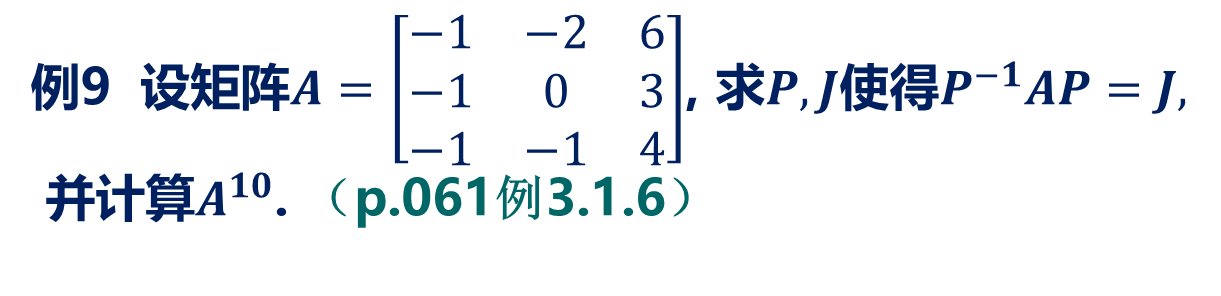 例9 设矩阵A = [−1 −2 6
−1 0 3
−1 −1 4], 求P, J使得P⁻¹AP = J,
并计算A¹⁰. （p.061例3.1.6）